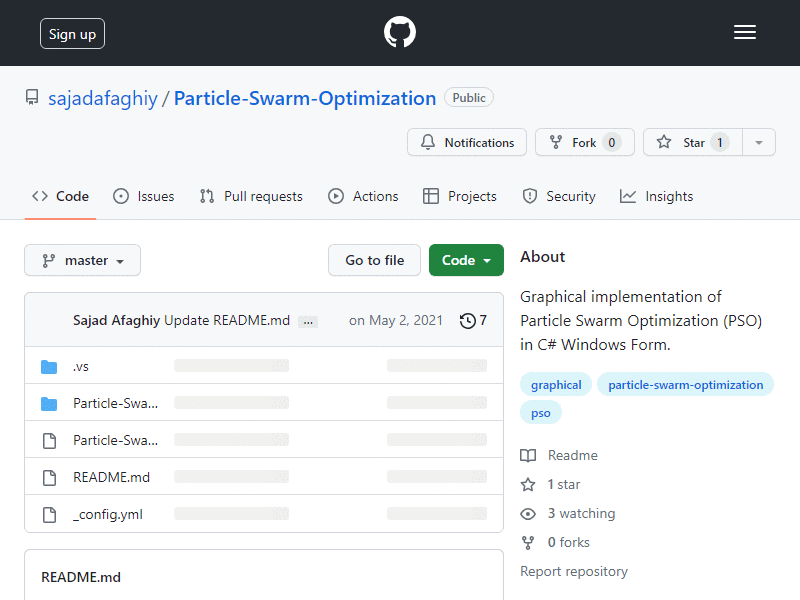 Sign up
sajadafaghiy / Particle-Swarm-Optimization Public
Notifications Fork 0 Star 1
Code Issues Pull requests Actions Projects Security Insights
master Go to file Code
Sajad Afaghiy Update README.md ... on May 2, 2021 7
.vs
Particle-Swa...
Particle-Swa...
README.md
_config.yml
README.md
About
Graphical implementation of
Particle Swarm Optimization (PSO)
in C# Windows Form.
graphical particle-swarm-optimization
pso
Readme
1 star
3 watching
0 forks
Report repository